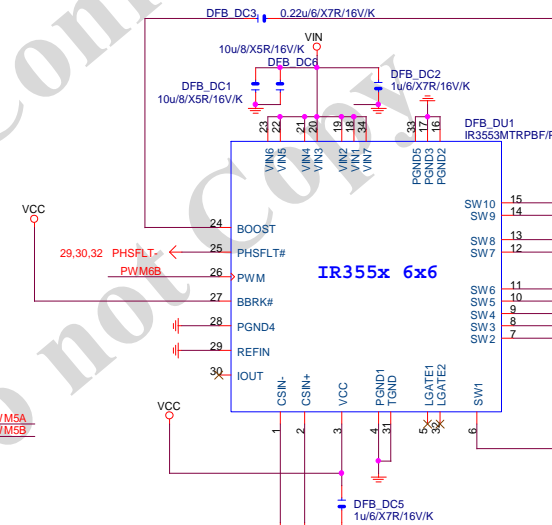 DFB_DC3 0.22u/6/X7R/16V/K
VIN
10u/8/X5R/16V/K
DFB_DC6
DFB_DC1
10u/8/X5R/16V/K
DFB_DC2
1u/6/X7R/16V/K
DFB_DU1
IR3553MTRPBF/
23 22 21 20 19 18 34 33 17 16
VIN6 VIN5 VIN4 VIN3 VIN2 VIN1 VIN7 PGND5 PGND3 PGND2
VCC
24 BOOST
29,30,32 PHSFLT- 25 PHSFLT#
PWM6B 26 PWM
27 BBRK#
28 PGND4
29 REFIN
30 IOUT
IR355x 6x6
SW10 15
SW9 14
SW8 13
SW7 12
SW6 11
SW5 10
SW4 9
SW3 8
SW2 7
CSIN- CSIN+ VCC PGND1 TGND LGATE1 LGATE2 SW1
1 2 3 4 31 5 32 6
VCC
WM5A
WM5B
DFB_DC5
1u/6/X7R/16V/K
Do not Copy